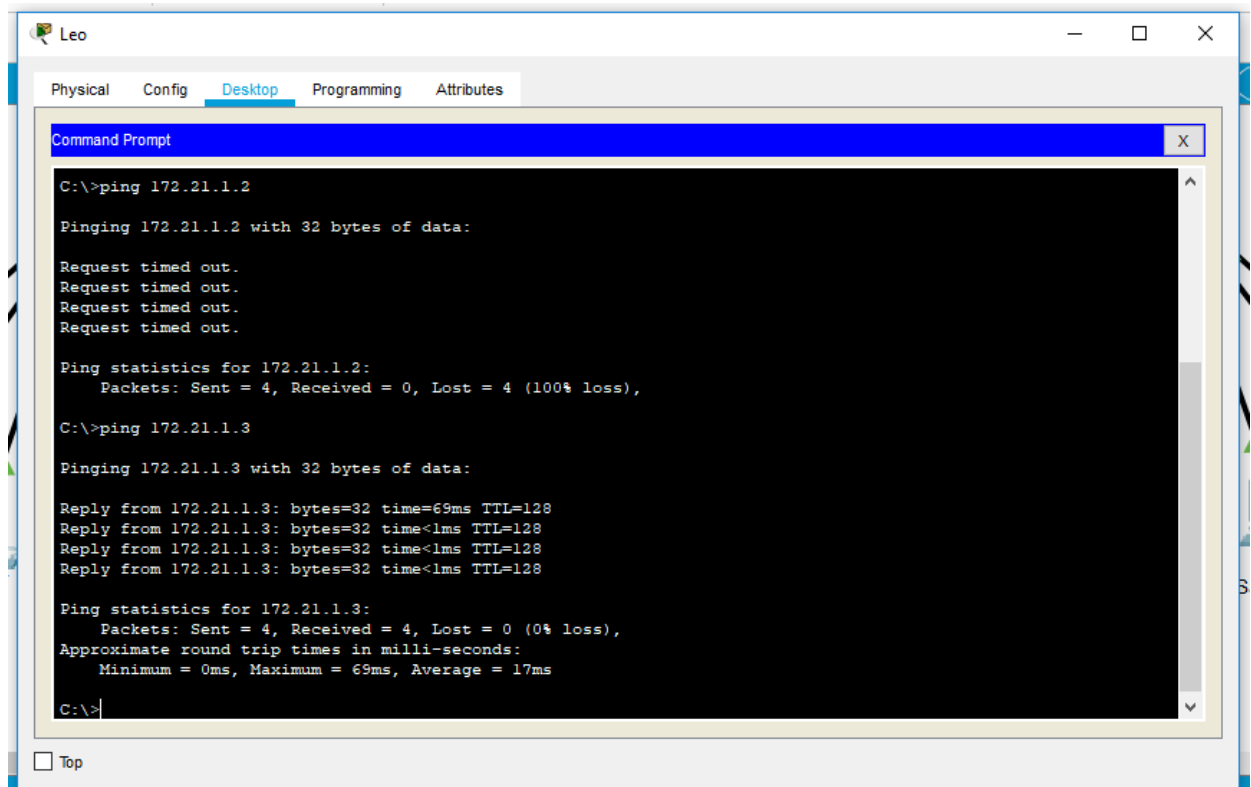 Leo
Physical Config Desktop Programming Attributes
Command Prompt
X
C:\>ping 172.21.1.2
Pinging 172.21.1.2 with 32 bytes of data:
Request timed out.
Request timed out.
Request timed out.
Request timed out.
Ping statistics for 172.21.1.2:
Packets: Sent = 4, Received = 0, Lost = 4 (100% loss),
C:\>ping 172.21.1.3
Pinging 172.21.1.3 with 32 bytes of data:
Reply from 172.21.1.3: bytes=32 time=69ms TTL=128
Reply from 172.21.1.3: bytes=32 time<1ms TTL=128
Reply from 172.21.1.3: bytes=32 time<1ms TTL=128
Reply from 172.21.1.3: bytes=32 time<1ms TTL=128
Ping statistics for 172.21.1.3:
Packets: Sent = 4, Received = 4, Lost = 0 (0% loss),
Approximate round trip times in milli-seconds:
Minimum = 0ms, Maximum = 69ms, Average = 17ms
C:\>
Top